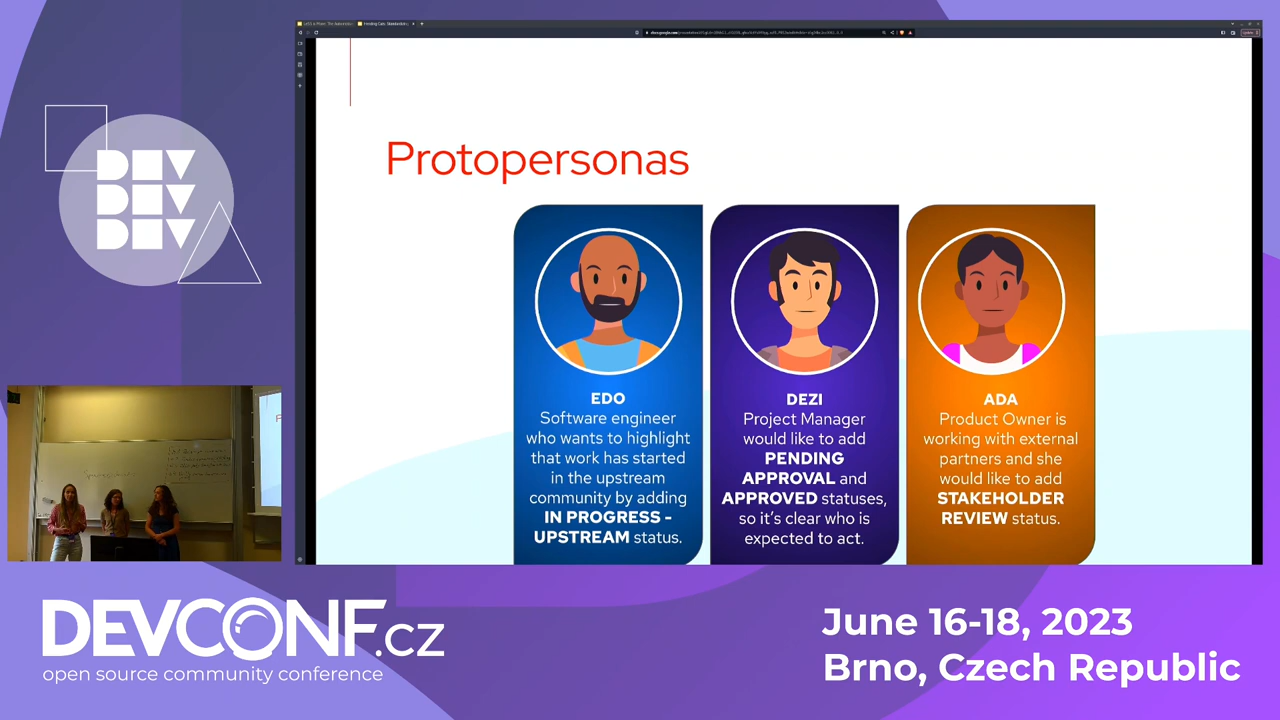 DEV
DEV
DEV
Protopersonas
EDO
Software engineer
who wants to highlight
that work has started
in the upstream
community by adding
IN PROGRESS -
UPSTREAM status.
DEZI
Project Manager
would like to add
PENDING
APPROVAL and
APPROVED statuses,
so it's clear who is
expected to act.
ADA
Product Owner is
working with external
partners and she
would like to add
STAKEHOLDER
REVIEW status.
DEVCONF.cz
open source community conference
June 16-18, 2023
Brno, Czech Republic